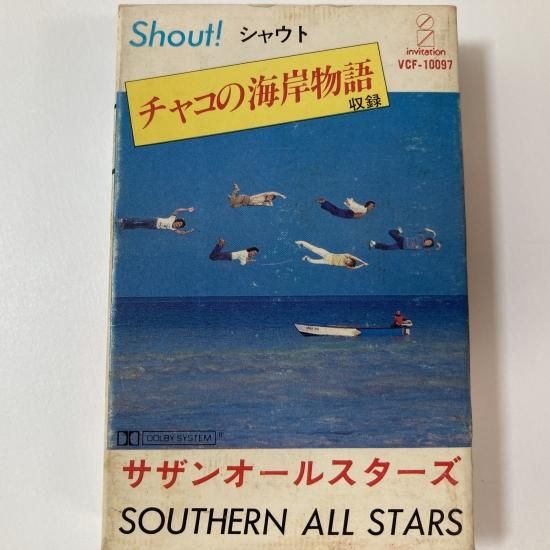 Shout! シャウト
invitation
VCF-10097
チャコの海岸物語
収録
DOLBY SYSTEM
サザンオールスターズ
SOUTHERN ALL STARS